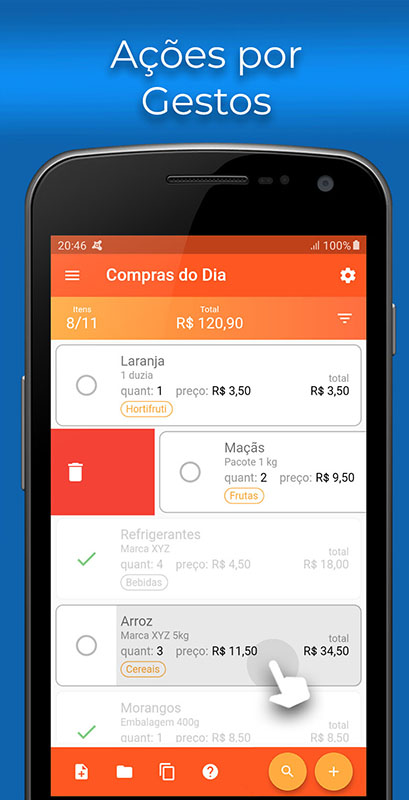 Ações por
Gestos
20:46 100%
Compras do Dia
Itens Total
8/11 R$ 120,90
Laranja
1 duzia total
quant: 1 preço: R$ 3,50 R$ 3,50
Hortifruti
Maçãs
Pacote 1 kg
quant: 2 preço: R$ 9,50
Frutas
Refrigerantes
Marca XYZ total
quant: 4 preço: R$ 4,50 R$ 18,00
Bebidas
Arroz
Marca XYZ 5kg total
quant: 3 preço: R$ 11,50 R$ 34,50
Cereais
Morangos
Embalagem 400g total
quant: 1 preço: R$ 8,50 R$ 8,50